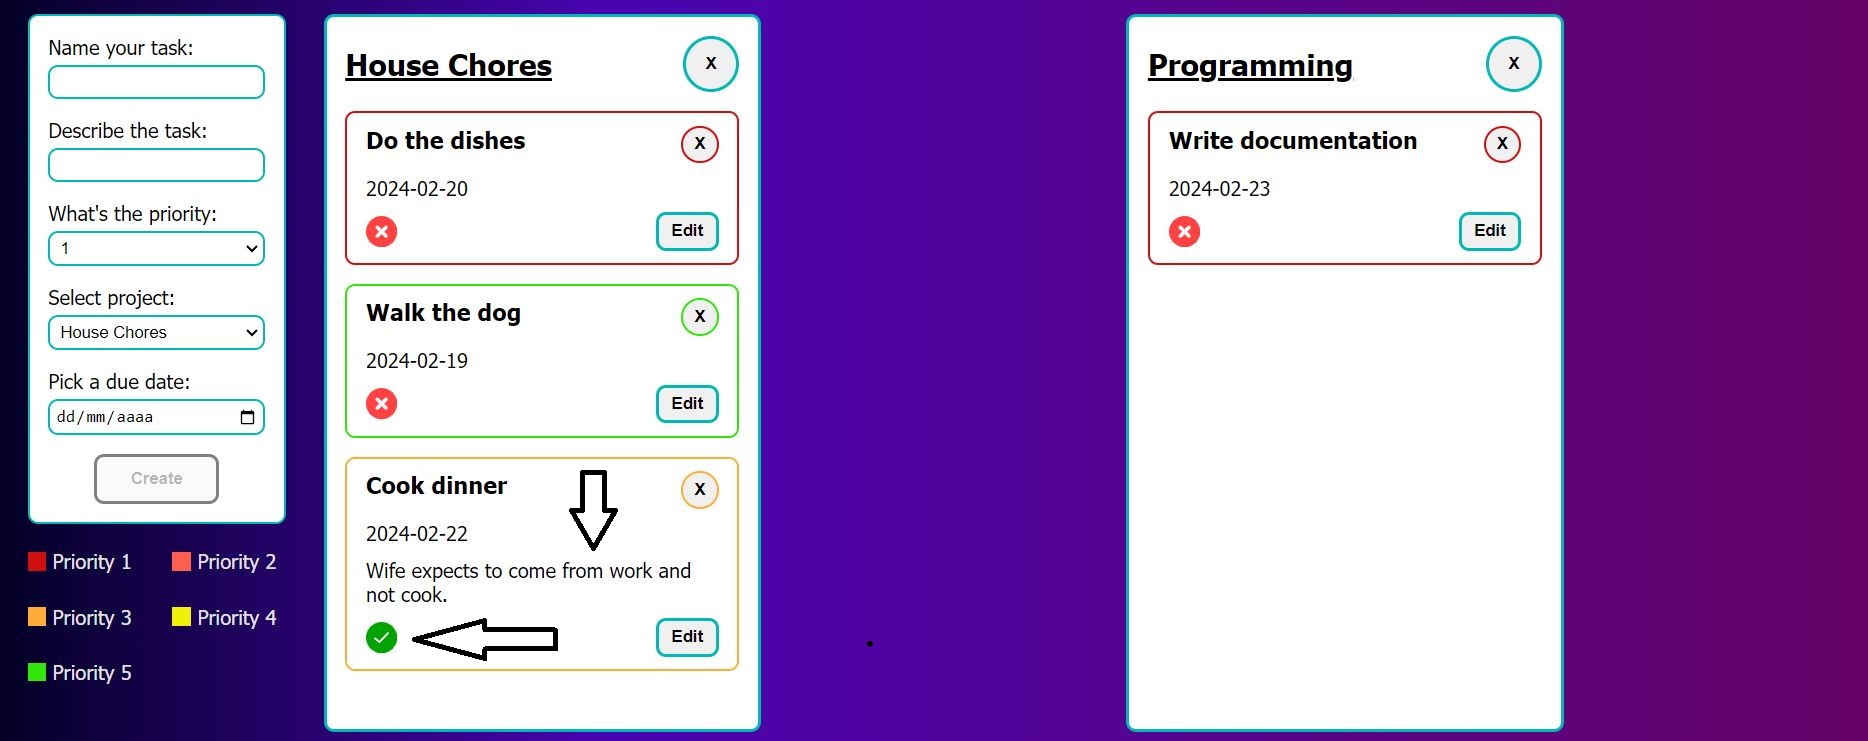 Name your task:
Describe the task:
What's the priority:
1
Select project:
House Chores
Pick a due date:
dd/mm/aaaa
Create
Priority 1
Priority 2
Priority 3
Priority 4
Priority 5
House Chores
X
Do the dishes
X
2024-02-20
Edit
Walk the dog
X
2024-02-19
Edit
Cook dinner
X
2024-02-22
Wife expects to come from work and
not cook.
Edit
Programming
X
Write documentation
X
2024-02-23
Edit